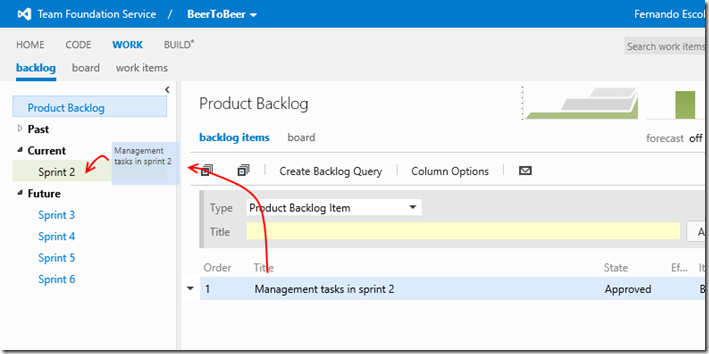 Team Foundation Service / BeerToBeer Fernando Escol
HOME CODE WORK BUILD*
Search work items
backlog board work items
Product Backlog
Past
Current
Sprint 2
Management
tasks in sprint 2
Future
Sprint 3
Sprint 4
Sprint 5
Sprint 6
Product Backlog
backlog items board
forecast off
Create Backlog Query Column Options
Type Product Backlog Item
Title
A
Order Title State Ef... It
1 Management tasks in sprint 2 Approved B